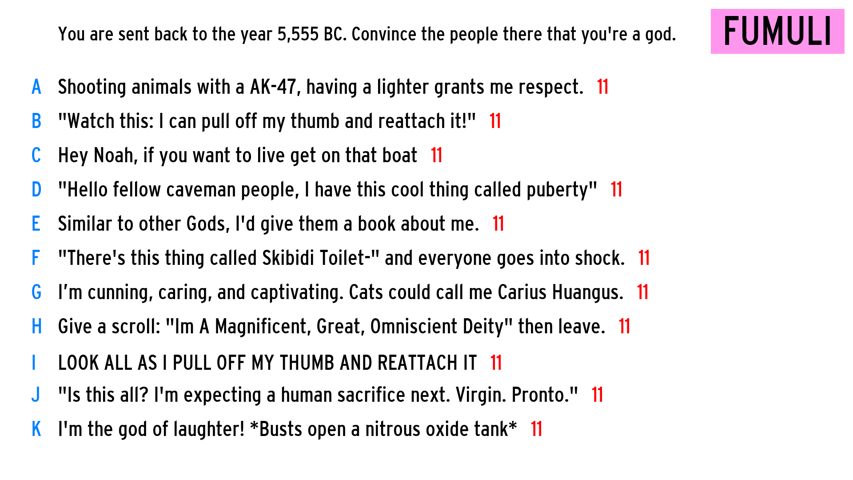 You are sent back to the year 5,555 BC. Convince the people there that you're a god.
FUMULI
A Shooting animals with a AK-47, having a lighter grants me respect. 11
B "Watch this: I can pull off my thumb and reattach it!" 11
C Hey Noah, if you want to live get on that boat 11
D "Hello fellow caveman people, I have this cool thing called puberty" 11
E Similar to other Gods, I'd give them a book about me. 11
F "There's this thing called Skibidi Toilet-" and everyone goes into shock. 11
G I’m cunning, caring, and captivating. Cats could call me Carius Huangus. 11
H Give a scroll: "Im A Magnificent, Great, Omniscient Deity" then leave. 11
I LOOK ALL AS I PULL OFF MY THUMB AND REATTACH IT 11
J "Is this all? I'm expecting a human sacrifice next. Virgin. Pronto." 11
K I'm the god of laughter! *Busts open a nitrous oxide tank* 11